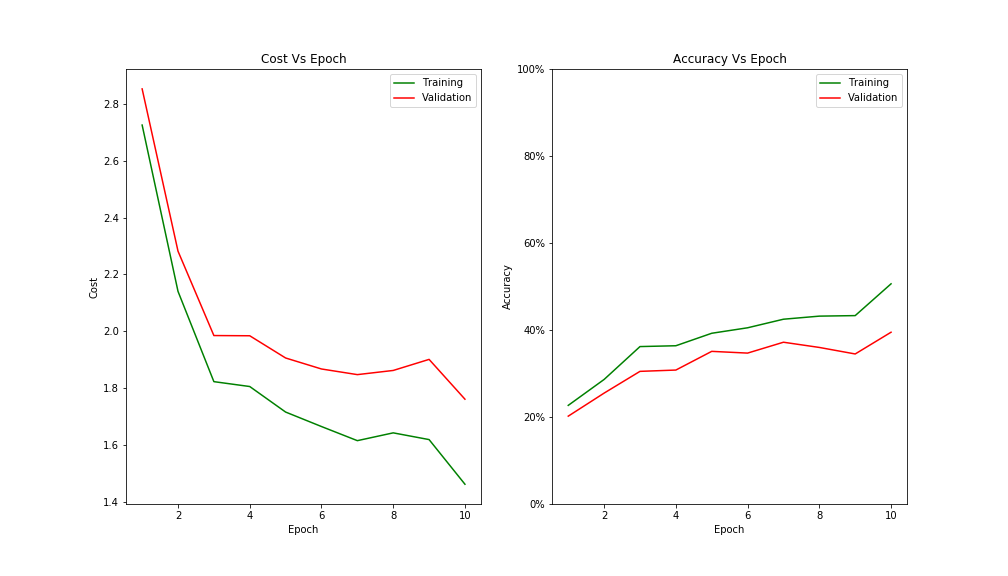 Cost Vs Epoch
Training
Validation
2.8
2.6
2.4
2.2
2.0
1.8
1.6
1.4
Cost
2 4 6 8 10
Epoch
Accuracy Vs Epoch
Training
Validation
100%
80%
60%
40%
20%
0%
Accuracy
2 4 6 8 10
Epoch